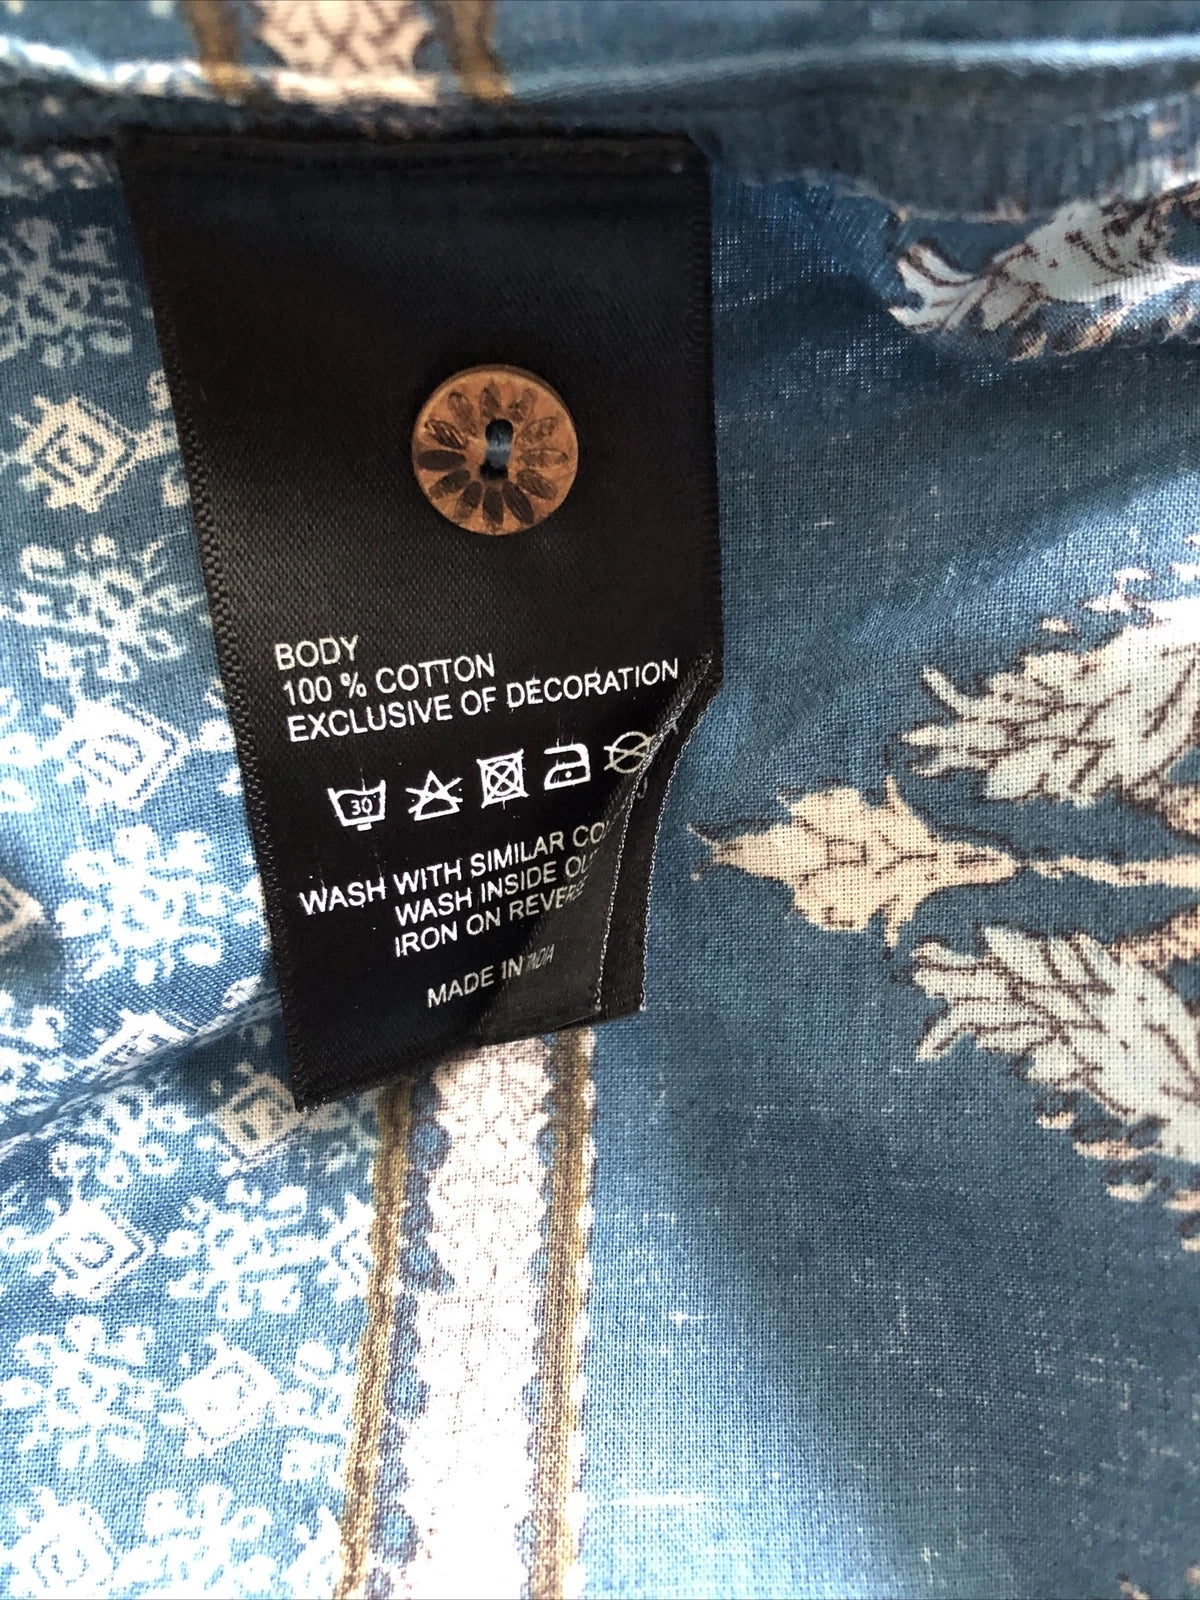 BODY
100 % COTTON
EXCLUSIVE OF DECORATION
30
WASH WITH SIMILAR CO
WASH INSIDE OU
IRON ON REVERSE
MADE IN INDIA